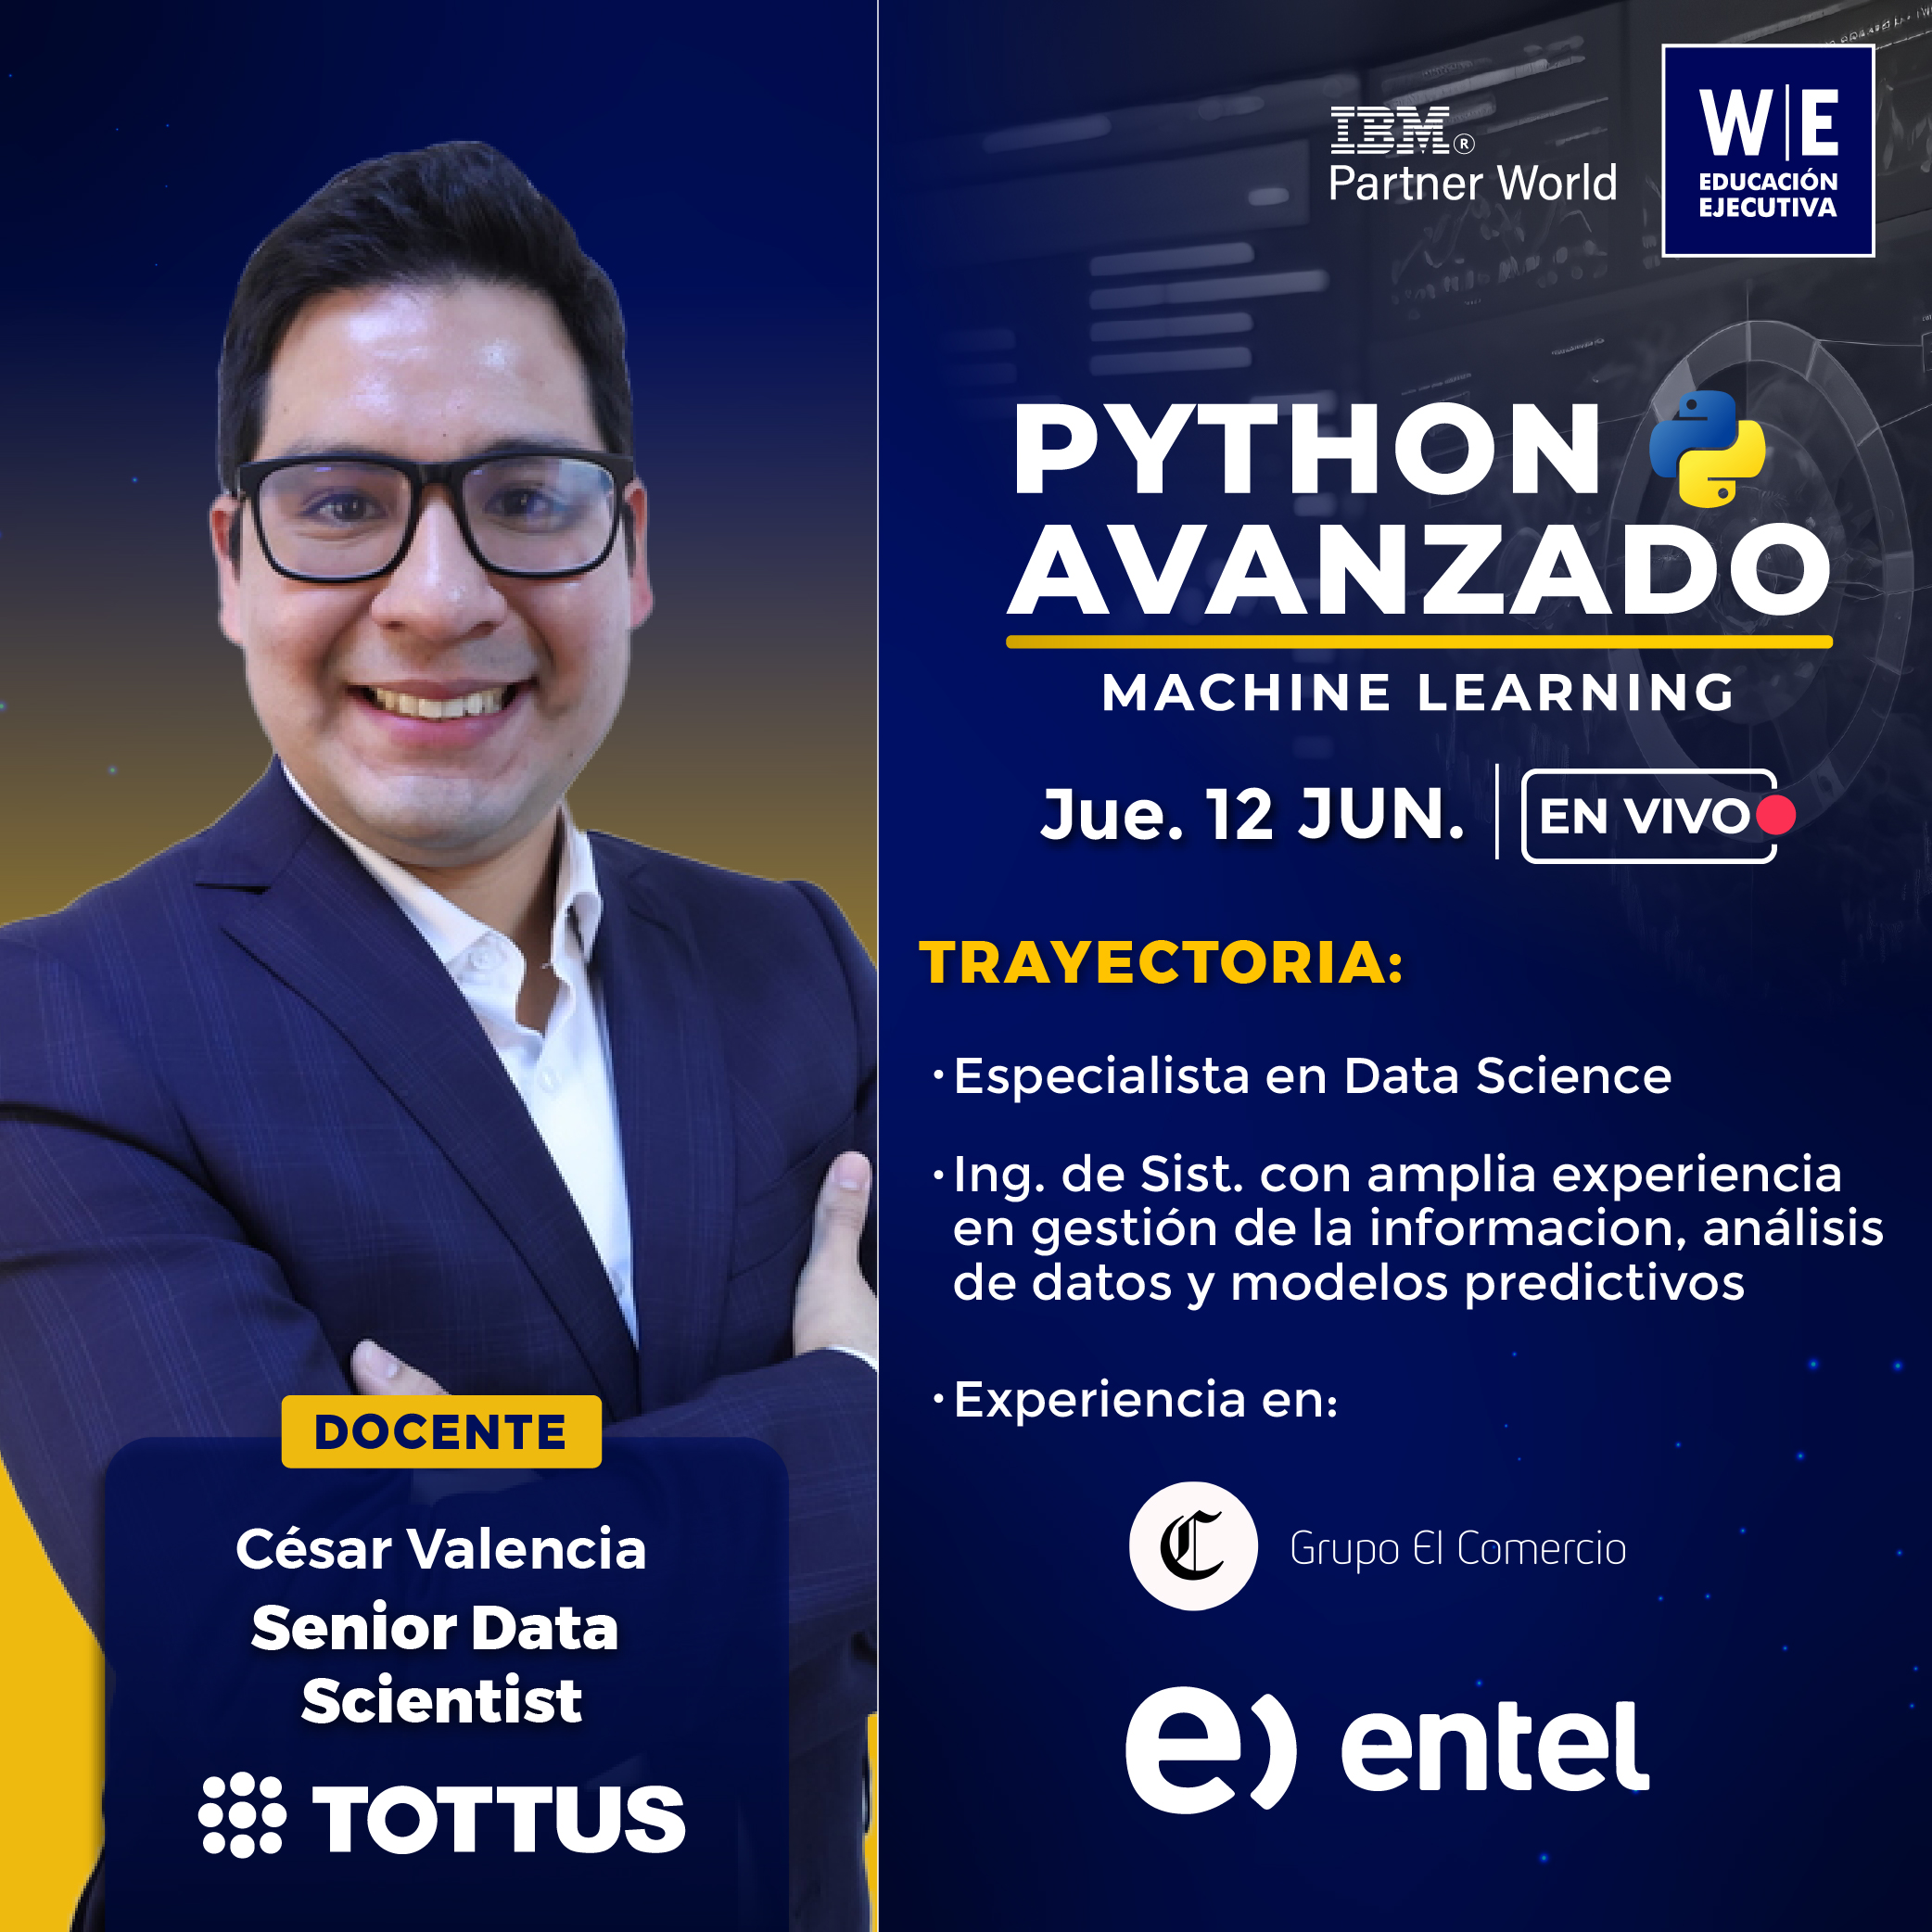 IBM®
Partner World
W|E
EDUCACIÓN
EJECUTIVA
PYTHON
AVANZADO
MACHINE LEARNING
Jue. 12 JUN.
EN VIVO
TRAYECTORIA:
· Especialista en Data Science
· Ing. de Sist. con amplia experiencia
en gestión de la informacion, análisis
de datos y modelos predictivos
· Experiencia en:
C Grupo El Comercio
e) entel
DOCENTE
César Valencia
Senior Data
Scientist
TOTTUS